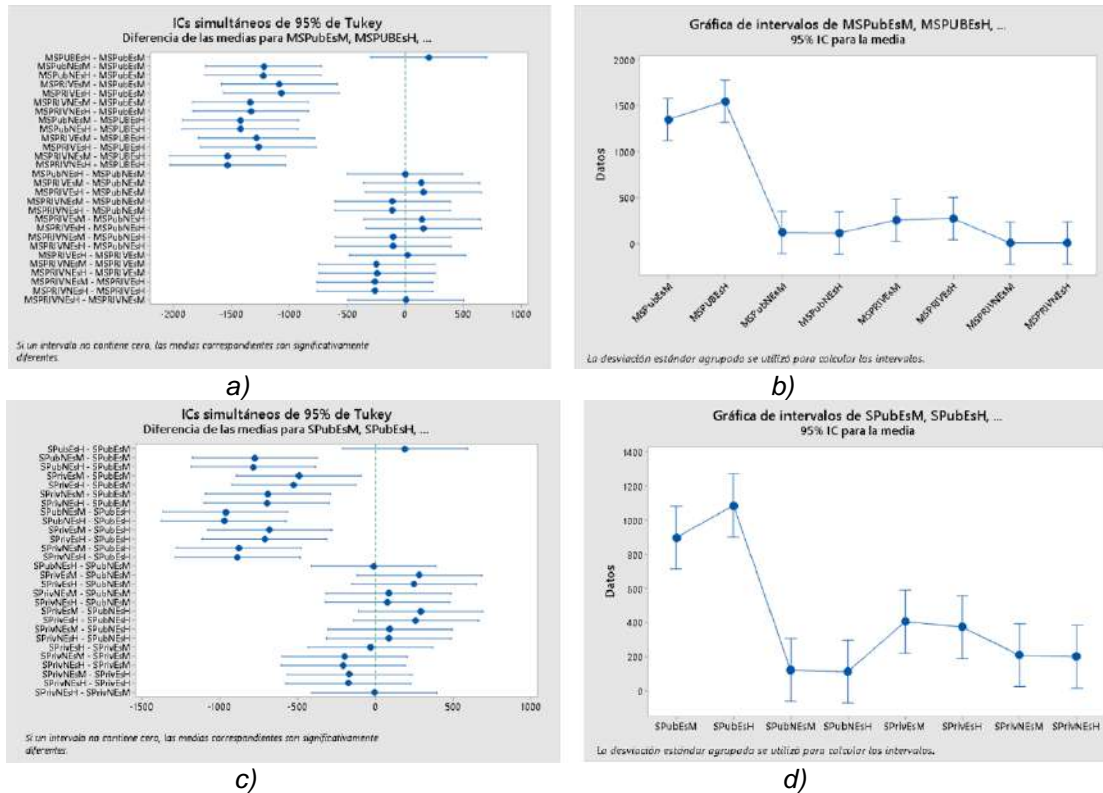 ICs simultáneos de 95% de Tukey
Diferencia de las medias para MSPubEsM, MSPUBEsH, ...
MSPUBEsH - MSPubEsM
MSPubNEsM - MSPubEsM
MSPubNEsH - MSPubEsM
MSPRIVEsM - MSPubEsM
MSPRIVEsH - MSPubEsM
MSPRIVNEsM - MSPubEsM
MSPRIVNEsH - MSPubEsM
MSPubNEsM - MSPUBEsH
MSPubNEsH - MSPUBEsH
MSPRIVEsM - MSPUBEsH
MSPRIVEsH - MSPUBEsH
MSPRIVNEsM - MSPUBEsH
MSPRIVNEsH - MSPUBEsH
MSPubNEsH - MSPubNEsM
MSPRIVEsM - MSPubNEsM
MSPRIVEsH - MSPubNEsM
MSPRIVNEsM - MSPubNEsM
MSPRIVNEsH - MSPubNEsM
MSPRIVEsM - MSPubNEsH
MSPRIVEsH - MSPubNEsH
MSPRIVNEsM - MSPubNEsH
MSPRIVNEsH - MSPubNEsH
MSPRIVEsH - MSPRIVEsM
MSPRIVNEsM - MSPRIVEsM
MSPRIVNEsH - MSPRIVEsM
MSPRIVNEsM - MSPRIVEsH
MSPRIVNEsH - MSPRIVEsH
MSPRIVNEsH - MSPRIVNEsM
-2000 -1500 -1000 -500 0 500 1000
Si un intervalo no contiene cero, las medias correspondientes son significativamente
diferentes.
a)
Gráfica de intervalos de MSPubEsM, MSPUBEsH, ...
95% IC para la media
Datos
2000
1500
1000
500
0
MSPubEsM MSPUBEsH MSPubNEsM MSPubNEsH MSPRIVEsM MSPRIVEsH MSPRIVNEsM MSPRIVNEsH
La desviación estándar agrupada se utilizó para calcular los intervalos.
b)
ICs simultáneos de 95% de Tukey
Diferencia de las medias para SPubEsM, SPubEsH, ...
SPubEsH - SPubEsM
SPubNEsM - SPubEsM
SPubNEsH - SPubEsM
SPrivEsM - SPubEsM
SPrivEsH - SPubEsM
SPrivNEsM - SPubEsM
SPrivNEsH - SPubEsM
SPubNEsM - SPubEsH
SPubNEsH - SPubEsH
SPrivEsM - SPubEsH
SPrivEsH - SPubEsH
SPrivNEsM - SPubEsH
SPrivNEsH - SPubEsH
SPubNEsH - SPubNEsM
SPrivEsM - SPubNEsM
SPrivEsH - SPubNEsM
SPrivNEsM - SPubNEsM
SPrivNEsH - SPubNEsM
SPrivEsM - SPubNEsH
SPrivEsH - SPubNEsH
SPrivNEsM - SPubNEsH
SPrivNEsH - SPubNEsH
SPrivEsH - SPrivEsM
SPrivNEsM - SPrivEsM
SPrivNEsH - SPrivEsM
SPrivNEsM - SPrivEsH
SPrivNEsH - SPrivEsH
SPrivNEsH - SPrivNEsM
-1500 -1000 -500 0 500 1000
Si un intervalo no contiene cero, las medias correspondientes son significativamente
diferentes.
c)
Gráfica de intervalos de SPubEsM, SPubEsH, ...
95% IC para la media
Datos
1400
1200
1000
800
600
400
200
0
SPubEsM SPubEsH SPubNEsM SPubNEsH SPrivEsM SPrivEsH SPrivNEsM SPrivNEsH
La desviación estándar agrupada se utilizó para calcular los intervalos.
d)